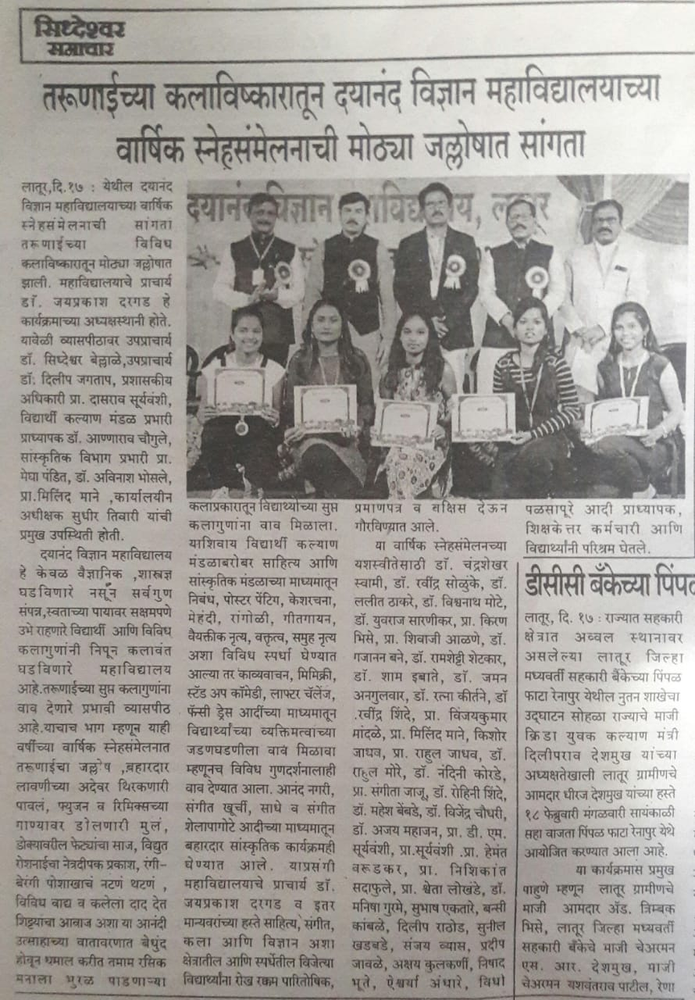 सिध्देश्वर
समाचार
तरूणाईच्या कलाविष्कारातून दयानंद विज्ञान महाविद्यालयाच्या
वार्षिक स्नेहसंमेलनाची मोठ्या जल्लोषात सांगता
लातूर,दि.१७ : येथील दयानंद
विज्ञान महाविद्यालयाच्या वार्षिक
स्नेहसंमेलनाची सांगता
तरूणाईच्या विविध
कलाविष्कारातून मोठ्या जल्लोषात
झाली. महाविद्यालयाचे प्राचार्य
डॉ. जयप्रकाश दरगड हे
कार्यक्रमाच्या अध्यक्षस्थानी होते.
यावेळी व्यासपीठावर उपप्राचार्य
डॉ. सिध्देश्वर बेल्लाळे,उपप्राचार्य
डॉ. दिलीप जगताप, प्रशासकीय
अधिकारी प्रा. दासराव सूर्यवंशी,
विद्यार्थी कल्याण मंडळ प्रभारी
प्राध्यापक डॉ. आण्णाराव चौगुले,
सांस्कृतिक विभाग प्रभारी प्रा.
मेघा पंडित, डॉ. अविनाश भोसले,
प्रा.मिलिंद माने ,कार्यालयीन
अधीक्षक सुधीर तिवारी यांची
प्रमुख उपस्थिती होती.
दयानंद विज्ञान महाविद्यालय
हे केवळ वैज्ञानिक ,शास्त्रज्ञ
घडविणारे नसून सर्वगुण
संपन्न,स्वताच्या पायावर सक्षमपणे
उभे राहणारे विद्यार्थी आणि विविध
कलागुणांनी निपून कलावंत
घडविणारे महाविद्यालय
आहे.तरूणाईच्या सुप्त कलागुणांना
वाव देणारे प्रभावी व्यासपीठ
आहे.याचाच भाग म्हणून याही
वर्षीच्या वार्षिक स्नेहसंमेलनात
तरूणाईचा जल्लोष ,बहारदार
लावणीच्या अदेवर थिरकणारी
पावलं, फ्युजन व रिमिक्सच्या
गाण्यावर डोलणारी मुलं,
डोक्यावरील फेट्यांचा साज, विद्युत
रोशनाईचा नेत्रदीपक प्रकाश, रंगी-
बेरंगी पोशाखाचं नटणं थटणं ,
विविध वाद्य व कलेला दाद देत
शिट्ट्यांचा आवाज अशा या आनंदी
उत्साहाच्या वातावरणात बेधुंद
होवून धमाल करीत तमाम रसिक
मनाला भुरळ पाडणाऱ्या
दयानंद विज्ञान महाविद्यालय, लातूर
कलाप्रकारातून विद्यार्थ्यांच्या सुप्त
कलागुणांना वाव मिळाला.
याशिवाय विद्यार्थी कल्याण
मंडळाबरोबर साहित्य आणि
सांस्कृतिक मंडळाच्या माध्यमातून
निबंध, पोस्टर पेंटिग, केशरचना,
मेहंदी, रांगोळी, गीतगायन,
वैयक्तीक नृत्य, वक्तृत्व, समुह नृत्य
अशा विविध स्पर्धा घेण्यात
आल्या तर काव्यवाचन, मिमिक्री,
स्टॅड अप कॉमेडी, लाफ्टर चॅलेंज,
फॅन्सी ड्रेस आदींच्या माध्यमातून
विद्यार्थ्यांच्या व्यक्तिमत्वाच्या
जडणघडणीला वाव मिळावा
म्हणूनच विविध गुणदर्शनालाही
वाव देण्यात आला. आनंद नगरी,
संगीत खूर्ची, साधे व संगीत
शेलापागोटे आदीच्या माध्यमातून
बहारदार सांस्कृतिक कार्यक्रमही
घेण्यात आले. याप्रसंगी
महाविद्यालयाचे प्राचार्य डॉ.
जयप्रकाश दरगड व इतर
मान्यवरांच्या हस्ते साहित्य, संगीत,
कला आणि विज्ञान अशा
क्षेत्रातील आणि स्पर्धेतील विजेत्या
विद्यार्थ्यांना रोख रक्कम पारितोषिक,
प्रमाणपत्र व बक्षिस देऊन
गौरविण्यात आले.
या वार्षिक स्नेहसंमेलनच्या
यशस्वीतेसाठी डॉ. चंद्रशेखर
स्वामी, डॉ. रवींद्र सोळुंके, डॉ.
ललीत ठाकरे, डॉ. विश्वनाथ मोटे,
डॉ. युवराज सारणीकर, प्रा. किरण
भिसे, प्रा. शिवाजी आळणे, डॉ.
गजानन बने, डॉ. रामशेट्टी शेटकार,
डॉ. शाम इबाते, डॉ. जमन
अनगुलवार, डॉ. रत्ना कीर्तने, डॉ
.रवींद्र शिंदे, प्रा. विजयकुमार
मांदळे, प्रा. मिलिंद माने, किशोर
जाधव, प्रा. राहुल जाधव, डॉ.
राहुल मोरे, डॉ. नंदिनी कोरडे,
प्रा. संगीता जाजू, डॉ. रोहिनी शिंदे,
डॉ. महेश बेंबडे, डॉ. विजेंद्र चौधरी,
डॉ. अजय महाजन, प्रा. डी. एम.
सूर्यवंशी, प्रा.सूर्यवंशी .प्रा. हेमंत
वरूडकर, प्रा. निशिकांत
सदाफुले, प्रा. श्वेता लोखंडे, डॉ.
मनिषा गुरमे, सुभाष एकतारे, बन्सी
कांबळे, दिलीप राठोड, सुनील
खडबडे, संजय व्यास, प्रदीप
जावळे, अक्षय कुलकर्णी, निषाद
भूते, ऐश्वर्या अंधारे, विधी
पळसापूरे आदी प्राध्यापक,
शिक्षकेत्तर कर्मचारी आणि
विद्यार्थ्यांनी परिश्रम घेतले.
डीसीसी बँकेच्या पिंपळ
लातूर, दि. १७ : राज्यात सहकारी
क्षेत्रात अव्वल स्थानावर
असलेल्या लातूर जिल्हा
मध्यवर्ती सहकारी बँकेच्या पिंपळ
फाटा रेनापुर येथील नुतन शाखेचा
उद्घाटन सोहळा राज्याचे माजी
क्रिडा युवक कल्याण मंत्री
दिलीपराव देशमुख यांच्या
अध्यक्षतेखाली लातूर ग्रामीणचे
आमदार धीरज देशमुख यांच्या हस्ते
१८ फेब्रुवारी मंगळवारी सायंकाळी
सहा वाजता पिंपळ फाटा रेनापुर येथे
आयोजित करण्यात आला आहे.
या कार्यक्रमास प्रमुख
पाहुणे म्हणून लातूर ग्रामीणचे
माजी आमदार अॅड. त्रिम्बक
भिसे, लातूर जिल्हा मध्यवर्ती
सहकारी बँकेचे माजी चेअरमन
एस. आर. देशमुख, माजी
चेअरमन यशवंतराव पाटील, रेणा